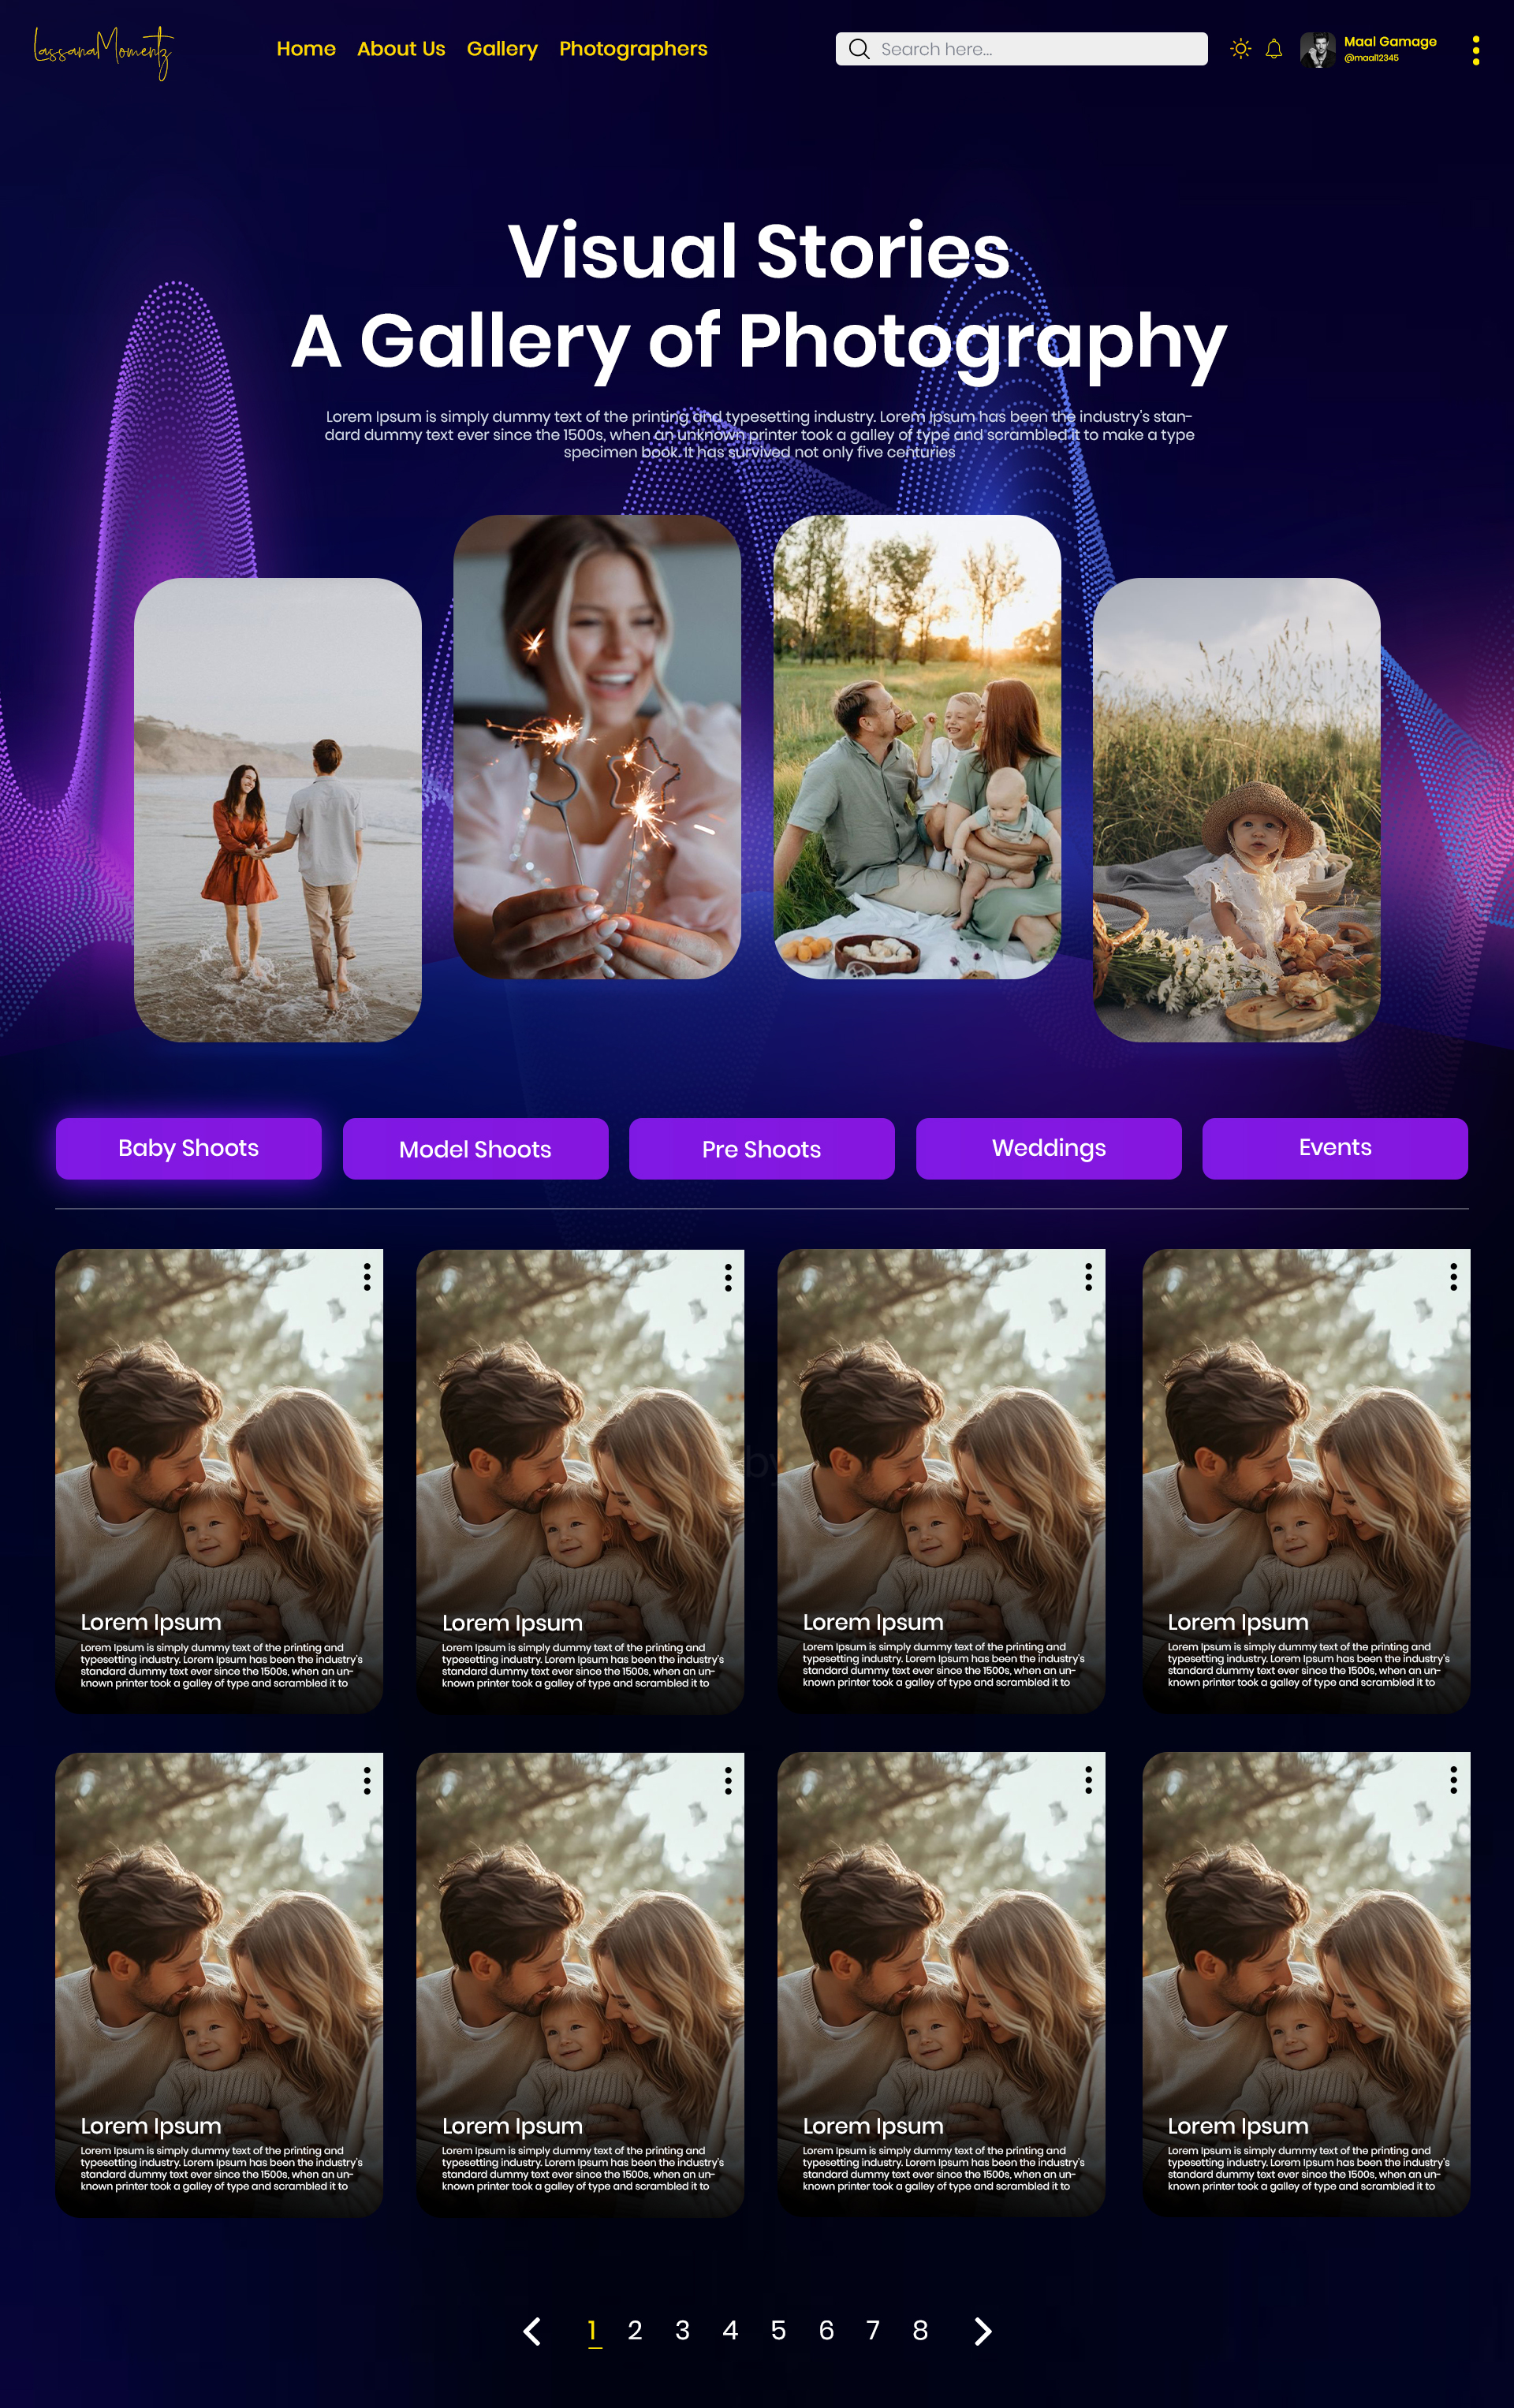 LassanaMomentz
Home About Us Gallery Photographers
Search here...
Maal Gamage
@maal12345
Visual Stories
A Gallery of Photography
Lorem Ipsum is simply dummy text of the printing and typesetting industry. Lorem Ipsum has been the industry's stan-
dard dummy text ever since the 1500s, when an unknown printer took a galley of type and scrambled it to make a type
specimen book. It has survived not only five centuries
Baby Shoots Model Shoots Pre Shoots Weddings Events
Lorem Ipsum
Lorem Ipsum is simply dummy text of the printing and
typesetting industry. Lorem Ipsum has been the industry's
standard dummy text ever since the 1500s, when an un-
known printer took a galley of type and scrambled it to
Lorem Ipsum
Lorem Ipsum is simply dummy text of the printing and
typesetting industry. Lorem Ipsum has been the industry's
standard dummy text ever since the 1500s, when an un-
known printer took a galley of type and scrambled it to
Lorem Ipsum
Lorem Ipsum is simply dummy text of the printing and
typesetting industry. Lorem Ipsum has been the industry's
standard dummy text ever since the 1500s, when an un-
known printer took a galley of type and scrambled it to
Lorem Ipsum
Lorem Ipsum is simply dummy text of the printing and
typesetting industry. Lorem Ipsum has been the industry's
standard dummy text ever since the 1500s, when an un-
known printer took a galley of type and scrambled it to
Lorem Ipsum
Lorem Ipsum is simply dummy text of the printing and
typesetting industry. Lorem Ipsum has been the industry's
standard dummy text ever since the 1500s, when an un-
known printer took a galley of type and scrambled it to
Lorem Ipsum
Lorem Ipsum is simply dummy text of the printing and
typesetting industry. Lorem Ipsum has been the industry's
standard dummy text ever since the 1500s, when an un-
known printer took a galley of type and scrambled it to
Lorem Ipsum
Lorem Ipsum is simply dummy text of the printing and
typesetting industry. Lorem Ipsum has been the industry's
standard dummy text ever since the 1500s, when an un-
known printer took a galley of type and scrambled it to
Lorem Ipsum
Lorem Ipsum is simply dummy text of the printing and
typesetting industry. Lorem Ipsum has been the industry's
standard dummy text ever since the 1500s, when an un-
known printer took a galley of type and scrambled it to
1 2 3 4 5 6 7 8